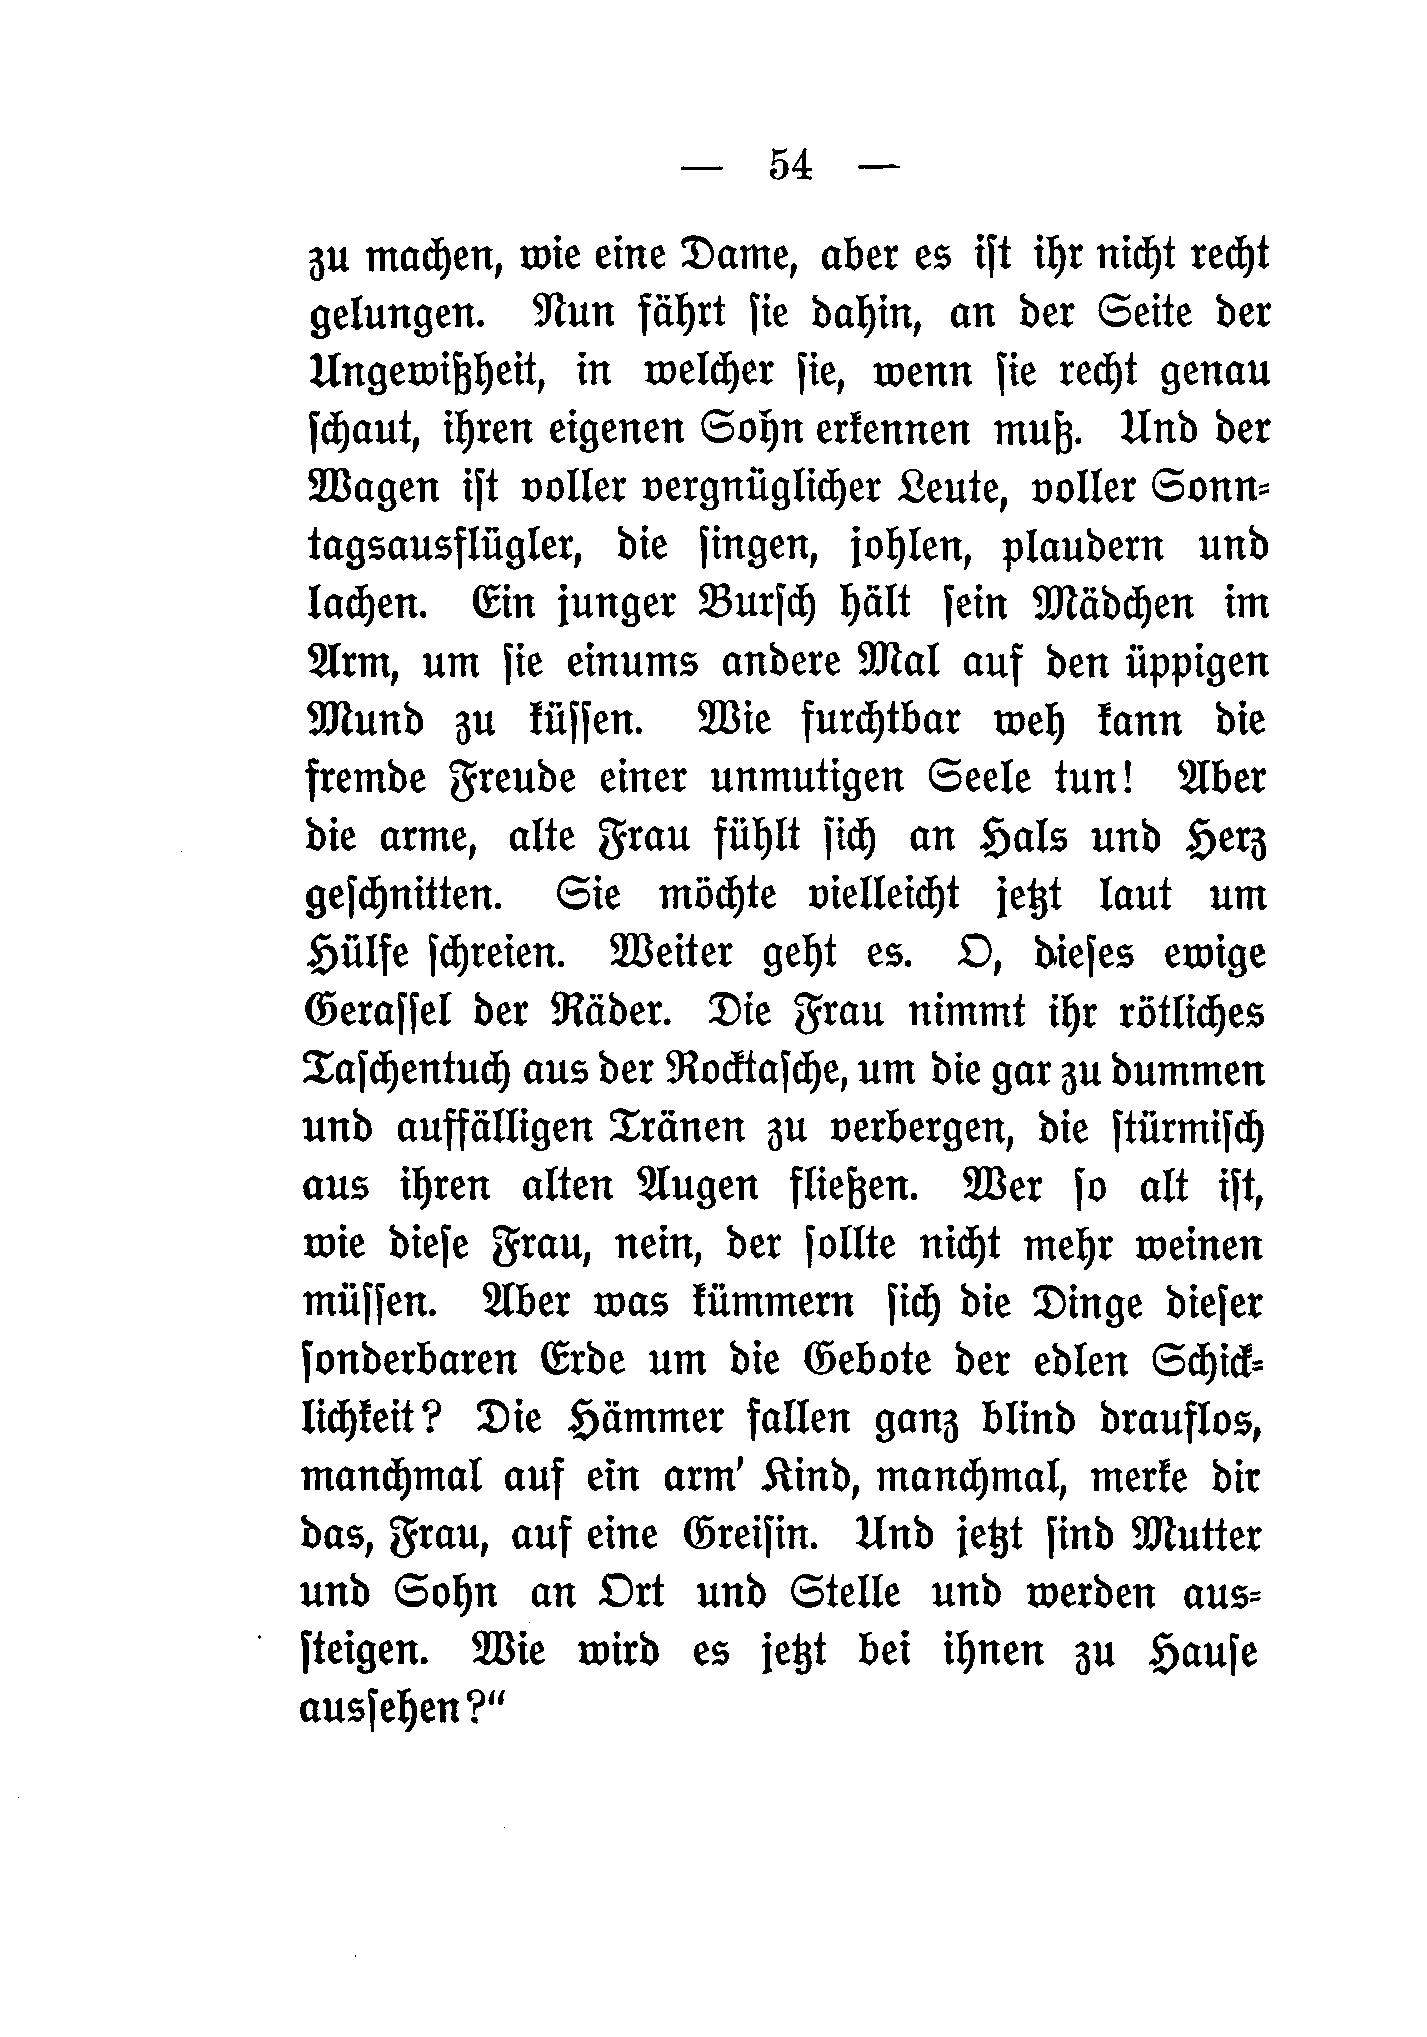 — 54 —
zu machen, wie eine Dame, aber es iſt ihr nicht recht
gelungen. Nun fährt ſie dahin, an der Seite der
Ungewißheit, in welcher ſie, wenn ſie recht genau
ſchaut, ihren eigenen Sohn erkennen muß. Und der
Wagen iſt voller vergnüglicher Leute, voller Sonn⸗
tagsausflügler, die ſingen, johlen, plaudern und
lachen. Ein junger Burſch hält ſein Mädchen im
Arm, um ſie einums andere Mal auf den üppigen
Mund zu küſſen. Wie furchtbar weh kann die
fremde Freude einer unmutigen Seele tun! Aber
die arme, alte Frau fühlt ſich an Hals und Herz
geſchnitten. Sie möchte vielleicht jetzt laut um
Hülfe ſchreien. Weiter geht es. O, dieſes ewige
Geraſſel der Räder. Die Frau nimmt ihr rötliches
Taſchentuch aus der Rocktaſche, um die gar zu dummen
und auffälligen Tränen zu verbergen, die ſtürmiſch
aus ihren alten Augen fließen. Wer ſo alt iſt,
wie dieſe Frau, nein, der ſollte nicht mehr weinen
müſſen. Aber was kümmern ſich die Dinge dieſer
ſonderbaren Erde um die Gebote der edlen Schick⸗
lichkeit? Die Hämmer fallen ganz blind drauflos,
manchmal auf ein arm' Kind, manchmal, merke dir
das, Frau, auf eine Greiſin. Und jetzt ſind Mutter
und Sohn an Ort und Stelle und werden aus⸗
ſteigen. Wie wird es jetzt bei ihnen zu Hauſe
ausſehen?“